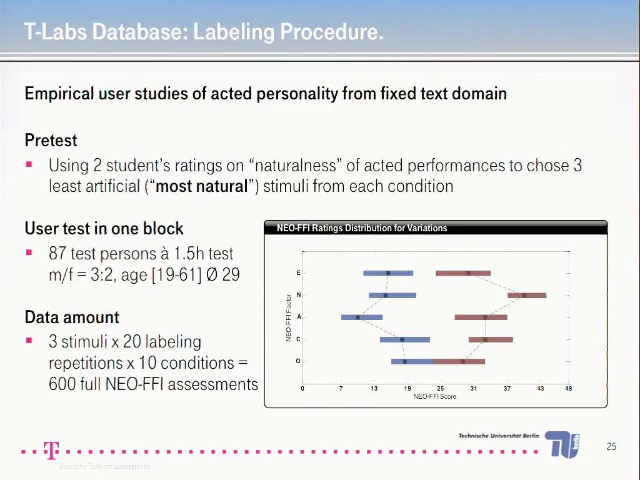 T-Labs Database: Labeling Procedure.
Empirical user studies of acted personality from fixed text domain
Pretest
Using 2 student's ratings on "naturalness" of acted performances to chose 3
least artificial ("most natural") stimuli from each condition
User test in one block
87 test persons à 1.5h test
m/f = 3:2, age [19-61] Ø 29
Data amount
3 stimuli x 20 labeling
repetitions x 10 conditions =
600 full NEO-FFI assessments
NEO-FFI Ratings Distribution for Variations
NEO-FFI Factor
E
N
A
C
O
0 7 13 19 25 31 37 43 48
NEO-FFI Score
Technische Universität Berlin
T
Deutsche Telekom Laboratories
25